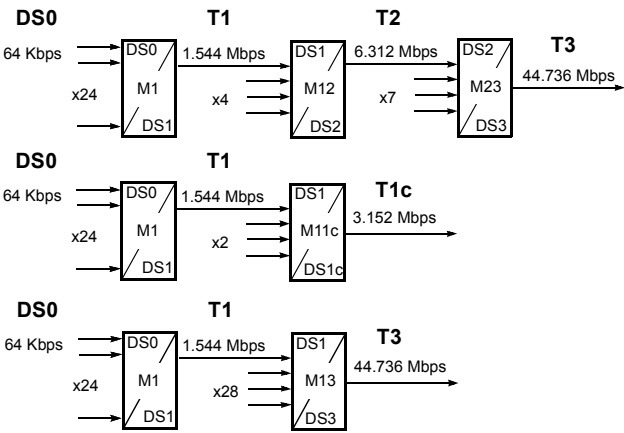 DS0 T1 T2
T3
64 Kbps DS0 1.544 Mbps DS1 6.312 Mbps DS2
44.736 Mbps
x24 M1 x4 M12 x7 M23
DS1 DS2 DS3
DS0 T1
T1c
64 Kbps DS0 1.544 Mbps DS1
3.152 Mbps
x24 M1 x2 M11c
DS1 DS1c
DS0 T1
T3
64 Kbps DS0 1.544 Mbps DS1
44.736 Mbps
x24 M1 x28 M13
DS1 DS3